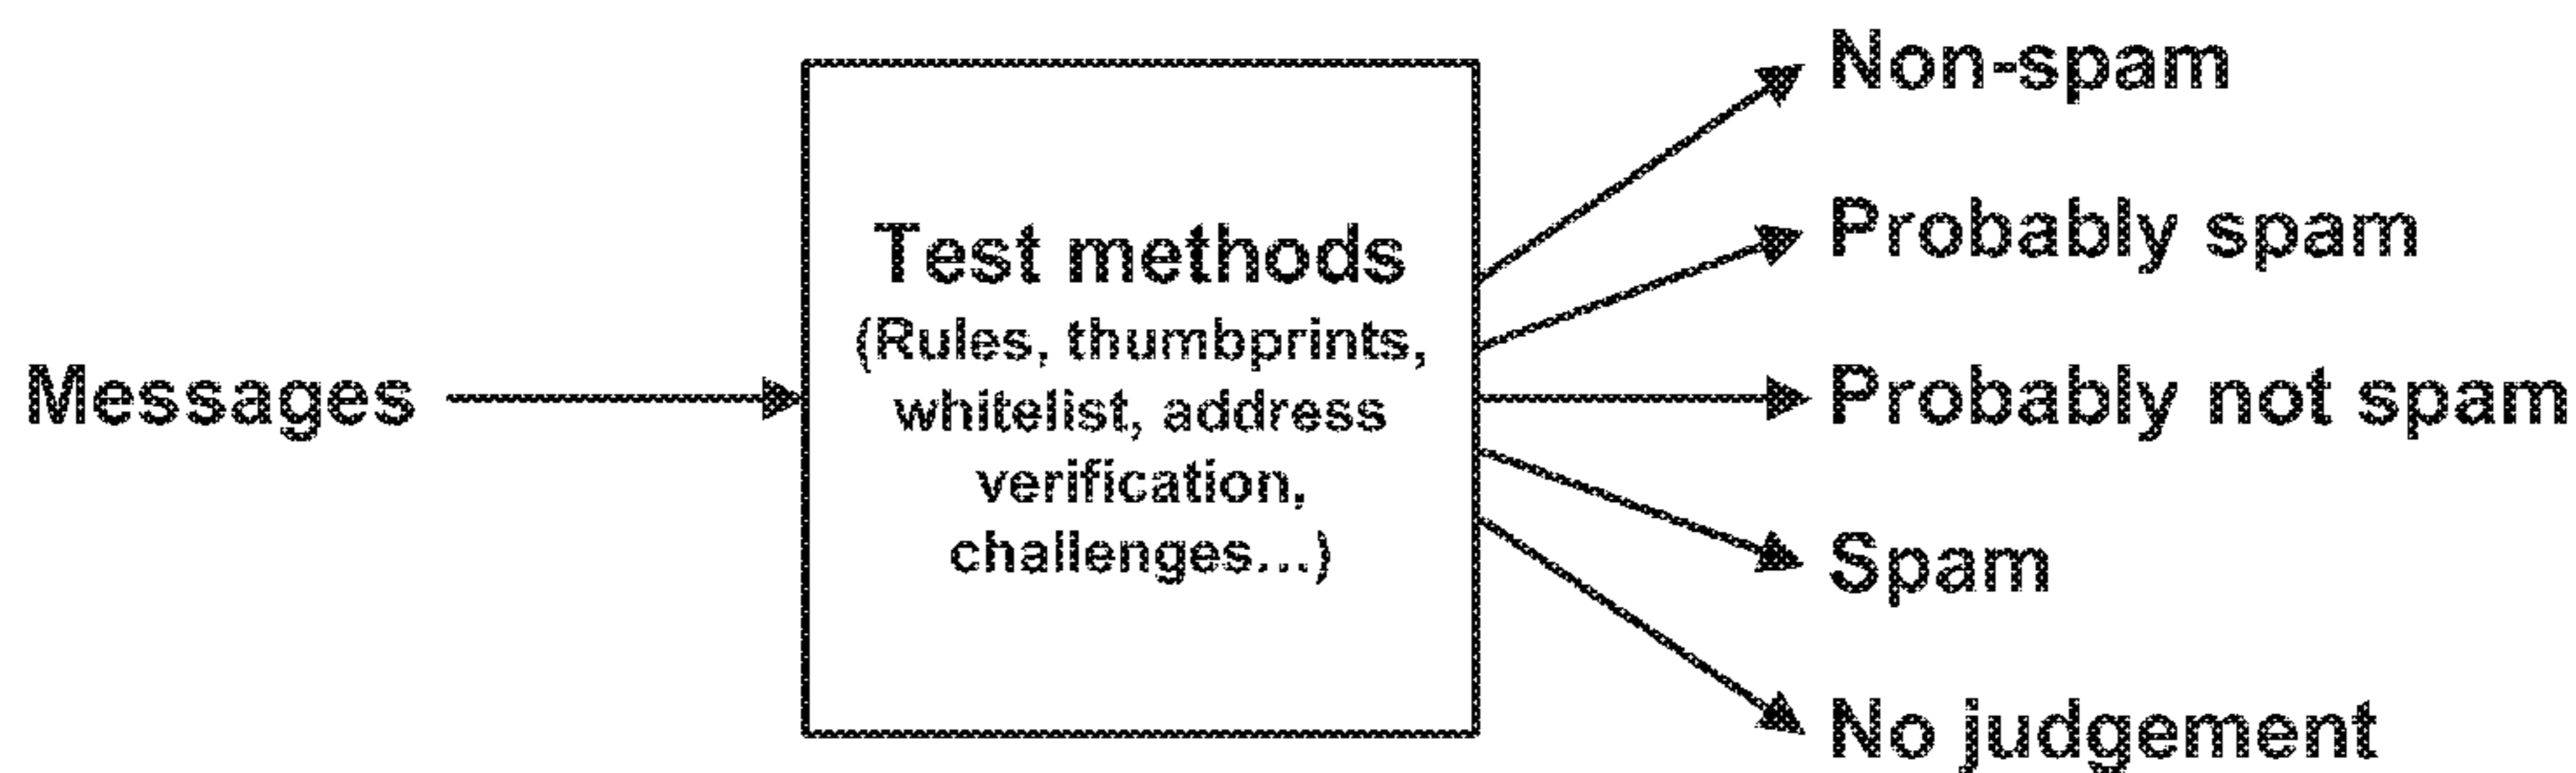 Messages
Test methods
(Rules, thumbprints,
whitelist, address
verification,
challenges...)
Non-spam
Probably spam
Probably not spam
Spam
No judgement